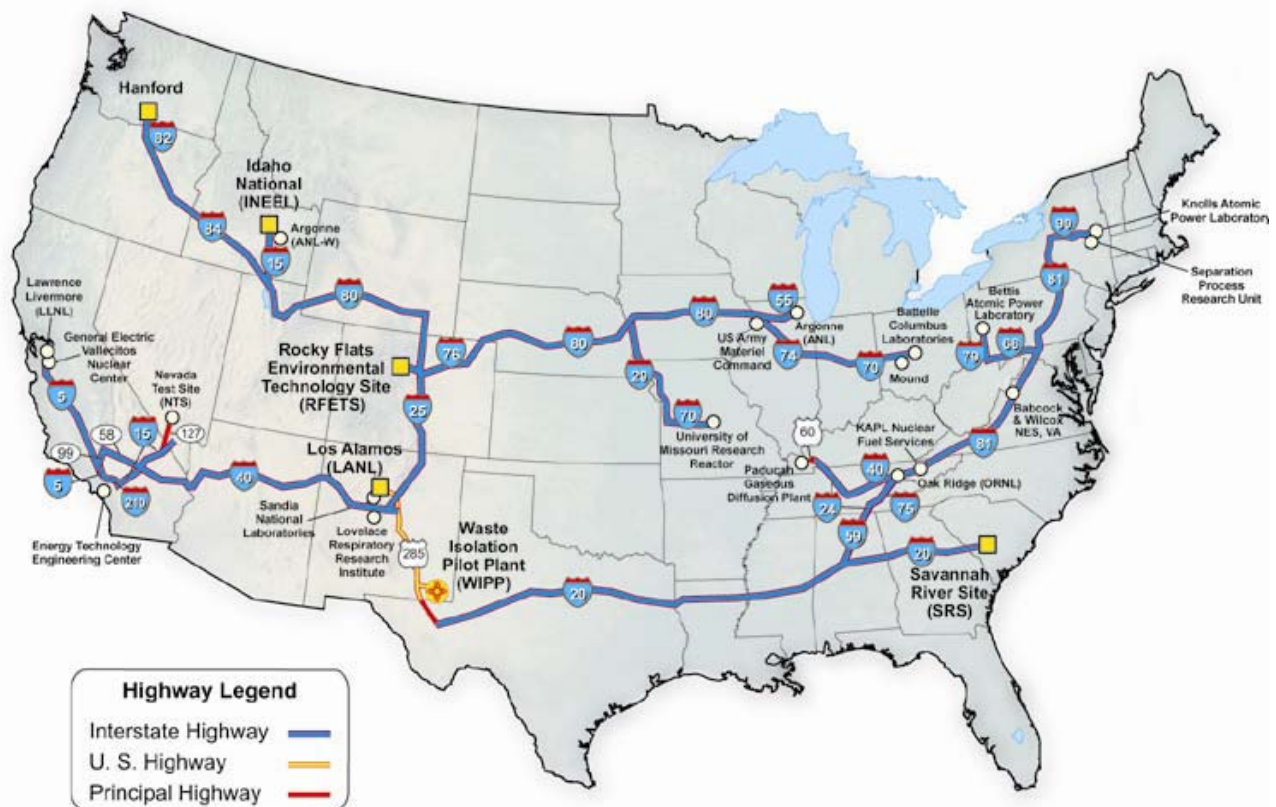 Hanford
82
Idaho
National
(INEEL)
Argonne
(ANL-W)
84
15
Lawrence
Livermore
(LLNL)
General Electric
Vallecitos
Nuclear
Center
Nevada
Test Site
(NTS)
5
58
15
127
99
5
210
40
Energy Technology
Engineering Center
80
Rocky Flats
Environmental
Technology Site
(RFETS)
76
25
80
Los Alamos
(LANL)
Sandia
National
Laboratories
Lovelace
Respiratory
Research
Institute
285
Waste
Isolation
Pilot Plant
(WIPP)
20
29
70
University of
Missouri Research
Reactor
80
55
US Army
Materiel
Command
Argonne
(ANL)
74
70
Battelle
Columbus
Laboratories
Mound
Bettis
Atomic Power
Laboratory
79
68
90
81
Knolls Atomic
Power Laboratory
Separation
Process
Research Unit
Babcock
& Wilcox
NES, VA
KAPL Nuclear
Fuel Services
81
60
Paducah
Gaseous
Diffusion Plant
40
24
Oak Ridge (ORNL)
75
59
20
Savannah
River Site
(SRS)
Highway Legend
Interstate Highway
U. S. Highway
Principal Highway